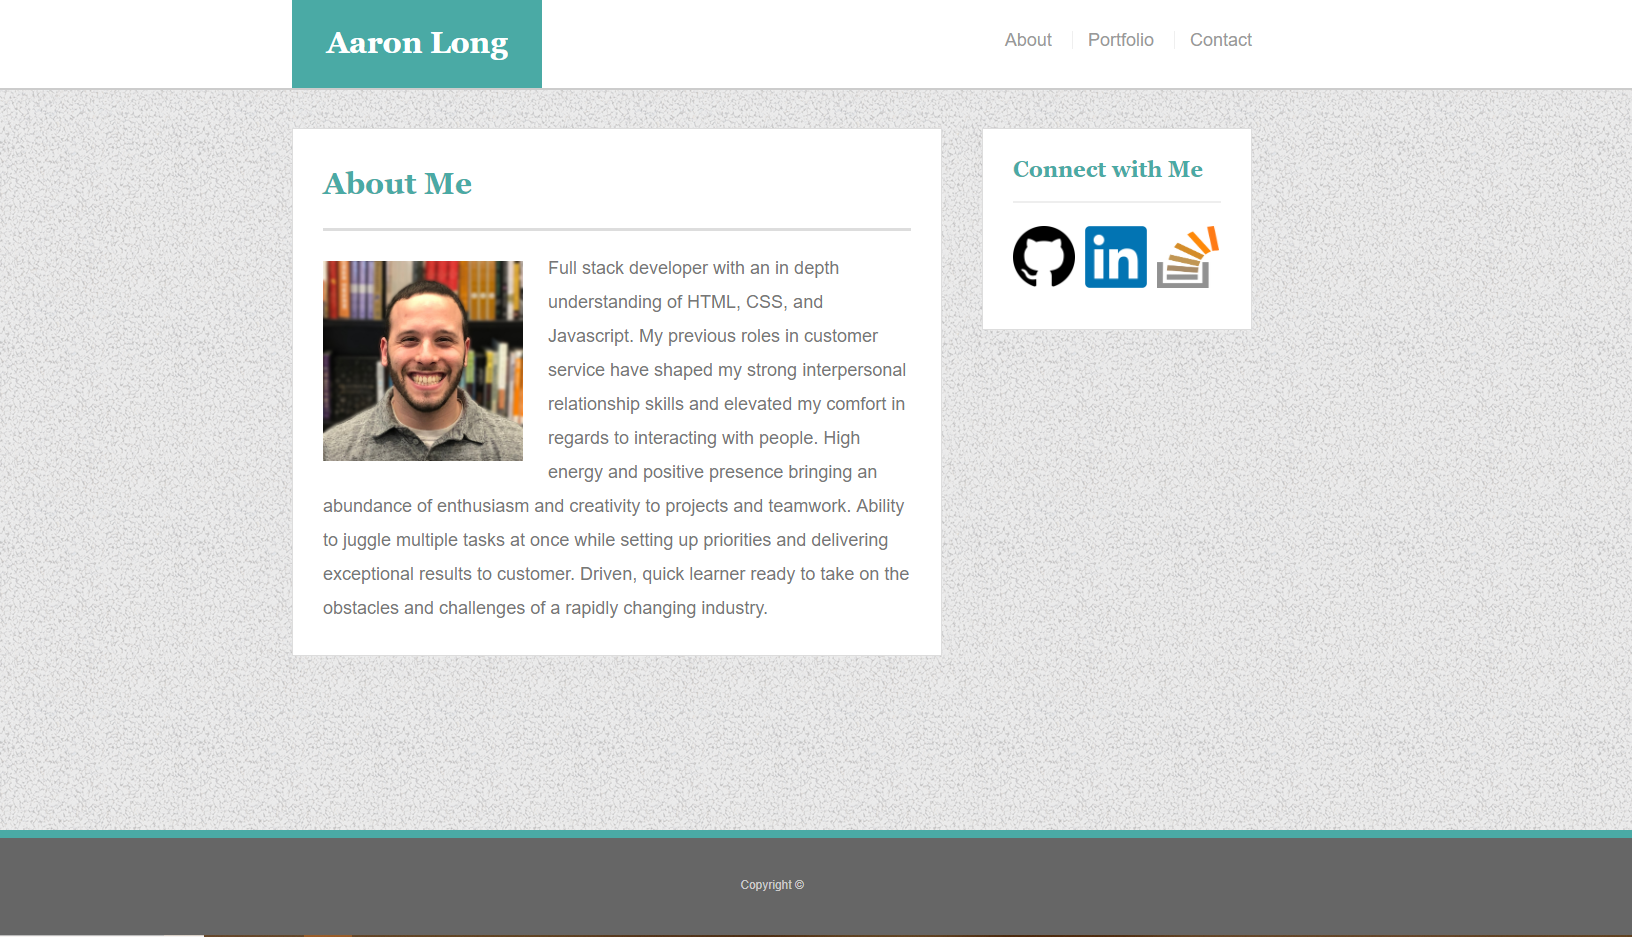 Aaron Long
About
Portfolio
Contact
About Me
Full stack developer with an in depth
understanding of HTML, CSS, and
Javascript. My previous roles in customer
service have shaped my strong interpersonal
relationship skills and elevated my comfort in
regards to interacting with people. High
energy and positive presence bringing an
abundance of enthusiasm and creativity to projects and teamwork. Ability
to juggle multiple tasks at once while setting up priorities and delivering
exceptional results to customer. Driven, quick learner ready to take on the
obstacles and challenges of a rapidly changing industry.
Connect with Me
in
Copyright ©